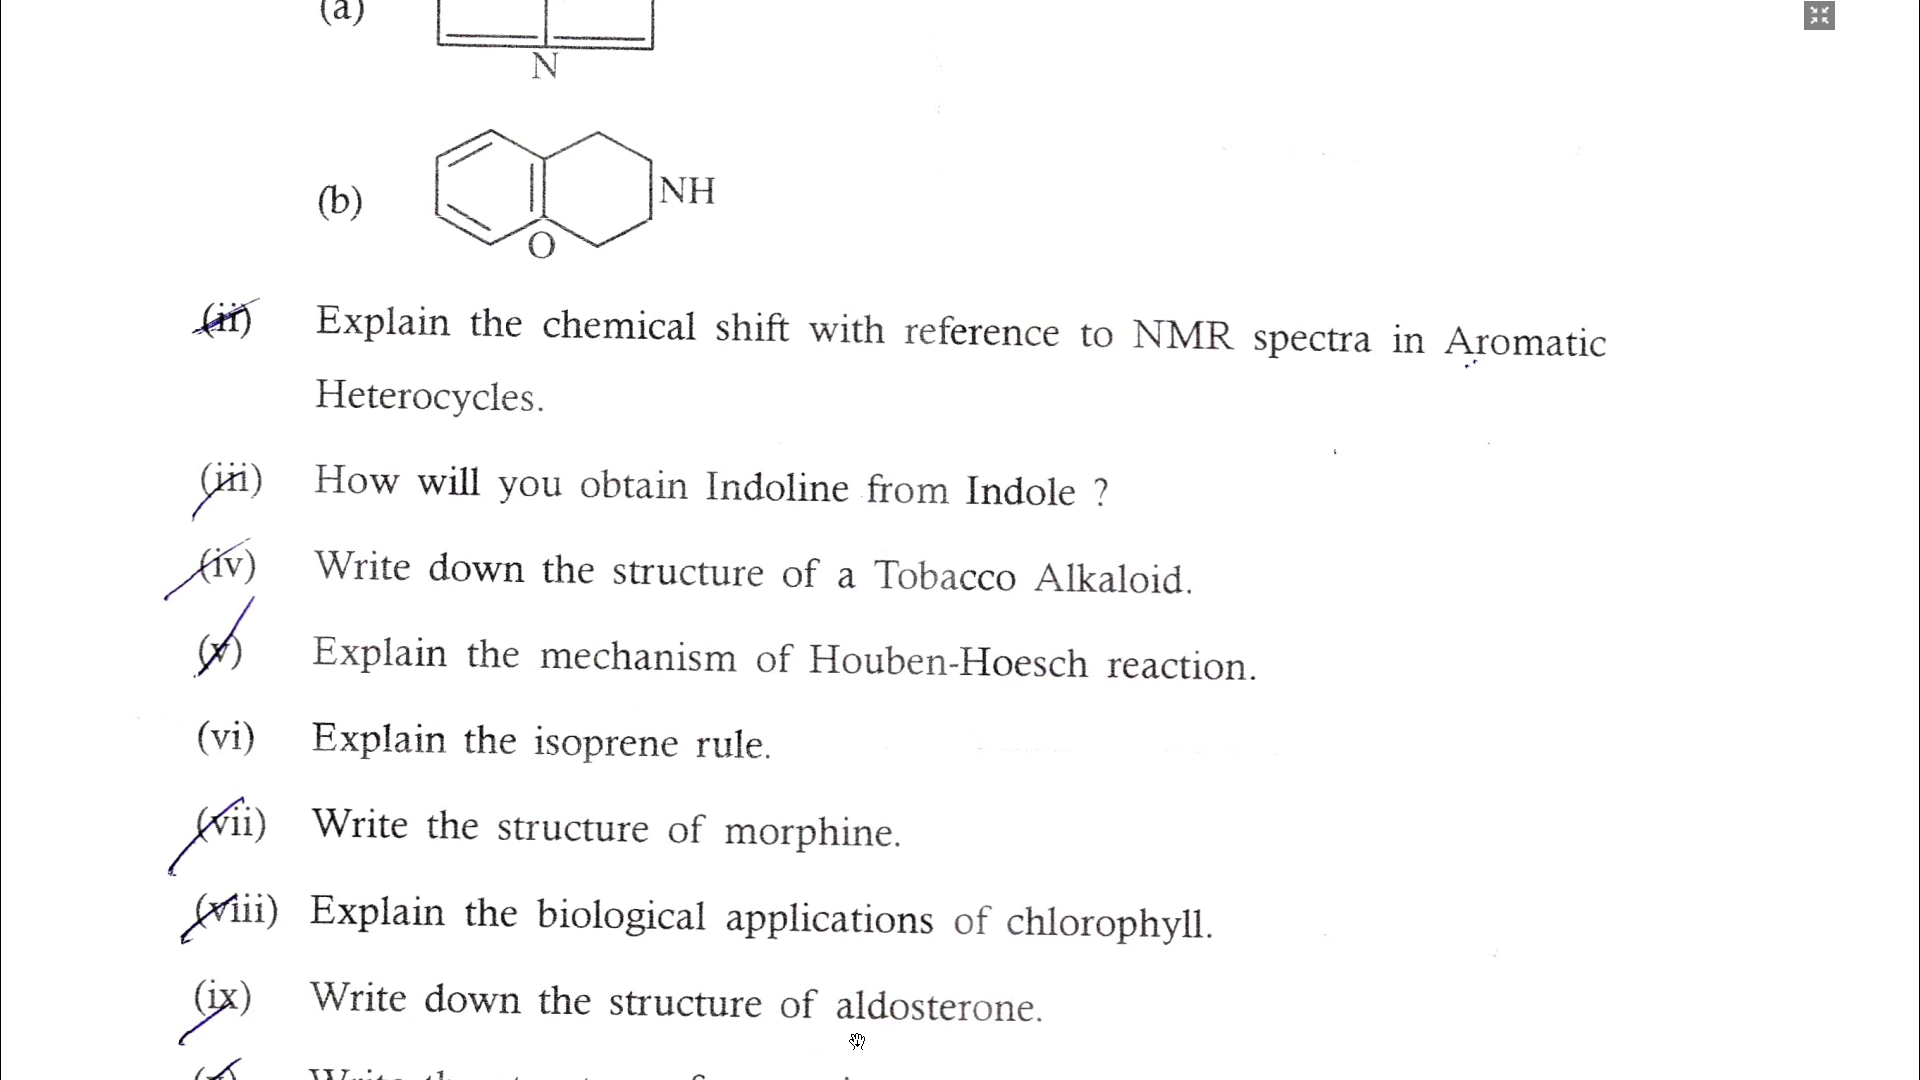 (a)
N
(b)
NH
O
(ii) Explain the chemical shift with reference to NMR spectra in Aromatic
Heterocycles.
(iii) How will you obtain Indoline from Indole ?
(iv) Write down the structure of a Tobacco Alkaloid.
(v) Explain the mechanism of Houben-Hoesch reaction.
(vi) Explain the isoprene rule.
(vii) Write the structure of morphine.
(viii) Explain the biological applications of chlorophyll.
(ix) Write down the structure of aldosterone.
(x) Write the